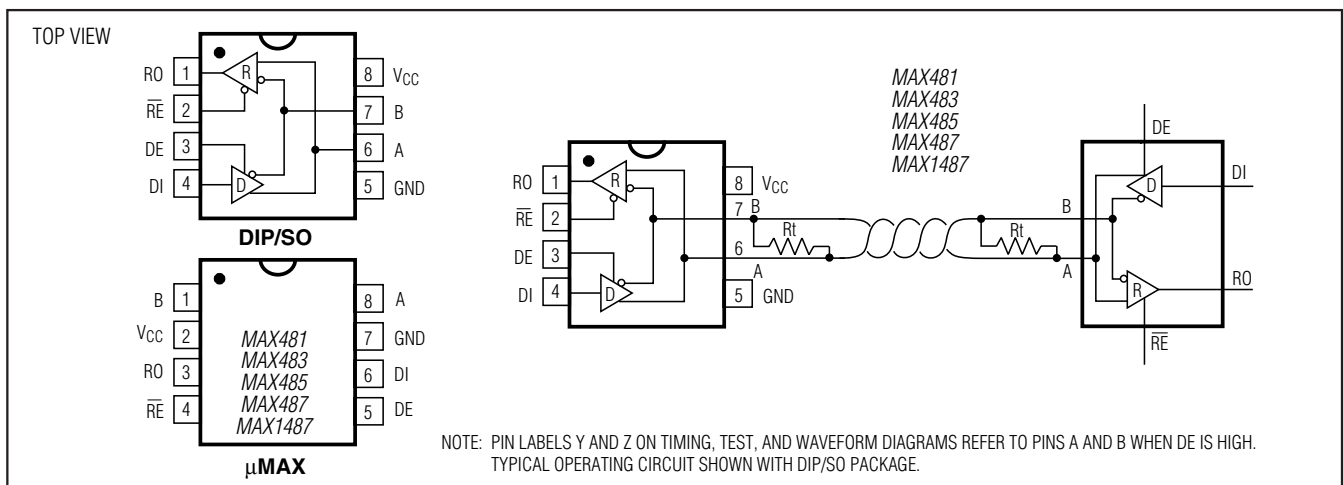 TOP VIEW
RO 1
RE 2
DE 3
DI 4
8 VCC
7 B
6 A
5 GND
R
D
DIP/SO
B 1
VCC 2
RO 3
RE 4
8 A
7 GND
6 DI
5 DE
MAX481
MAX483
MAX485
MAX487
MAX1487
µMAX
RO 1
RE 2
DE 3
DI 4
R
D
8 VCC
7 B
6
A
5 GND
Rt
MAX481
MAX483
MAX485
MAX487
MAX1487
Rt
B
A
DE
D
DI
R
RO
RE
NOTE: PIN LABELS Y AND Z ON TIMING, TEST, AND WAVEFORM DIAGRAMS REFER TO PINS A AND B WHEN DE IS HIGH.
TYPICAL OPERATING CIRCUIT SHOWN WITH DIP/SO PACKAGE.